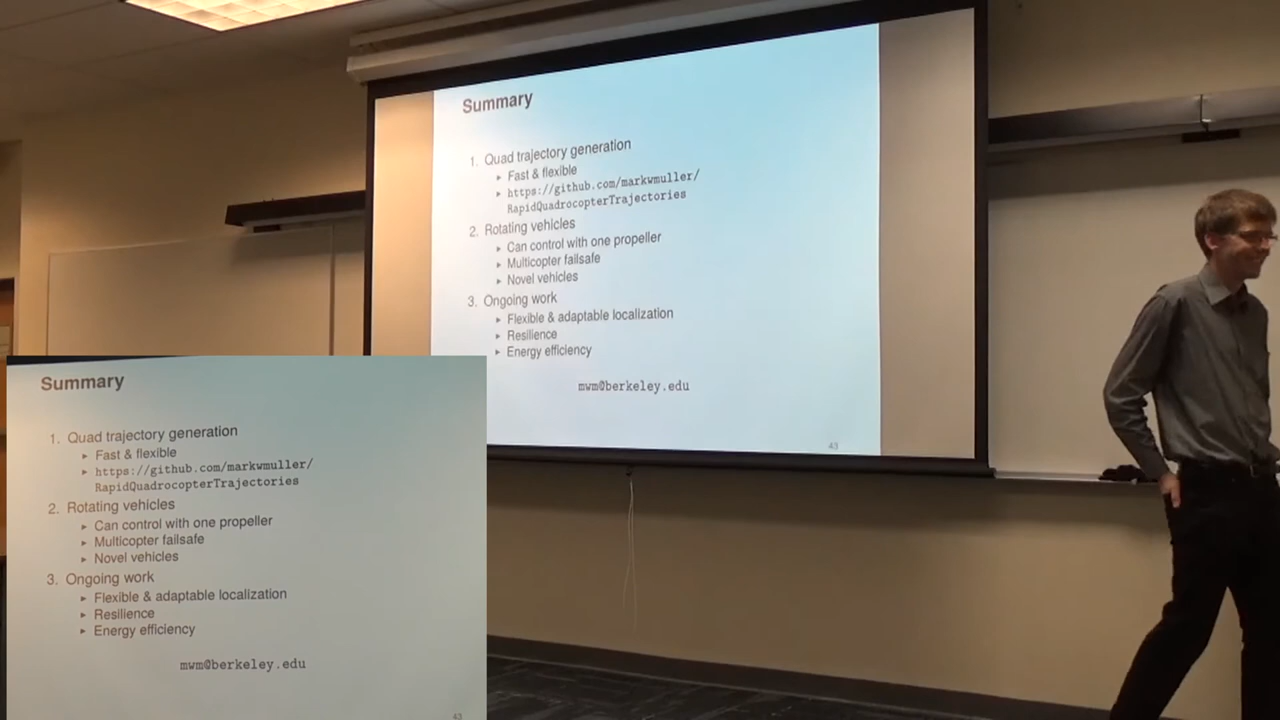 Summary
1. Quad trajectory generation
▸ Fast & flexible
▸ https://github.com/markwmuller/
RapidQuadrocopterTrajectories
2. Rotating vehicles
▸ Can control with one propeller
▸ Multicopter failsafe
▸ Novel vehicles
3. Ongoing work
▸ Flexible & adaptable localization
▸ Resilience
▸ Energy efficiency
mwm@berkeley.edu
43
Summary
1. Quad trajectory generation
▸ Fast & flexible
▸ https://github.com/markwmuller/
RapidQuadrocopterTrajectories
2. Rotating vehicles
▸ Can control with one propeller
▸ Multicopter failsafe
▸ Novel vehicles
3. Ongoing work
▸ Flexible & adaptable localization
▸ Resilience
▸ Energy efficiency
mwm@berkeley.edu
43